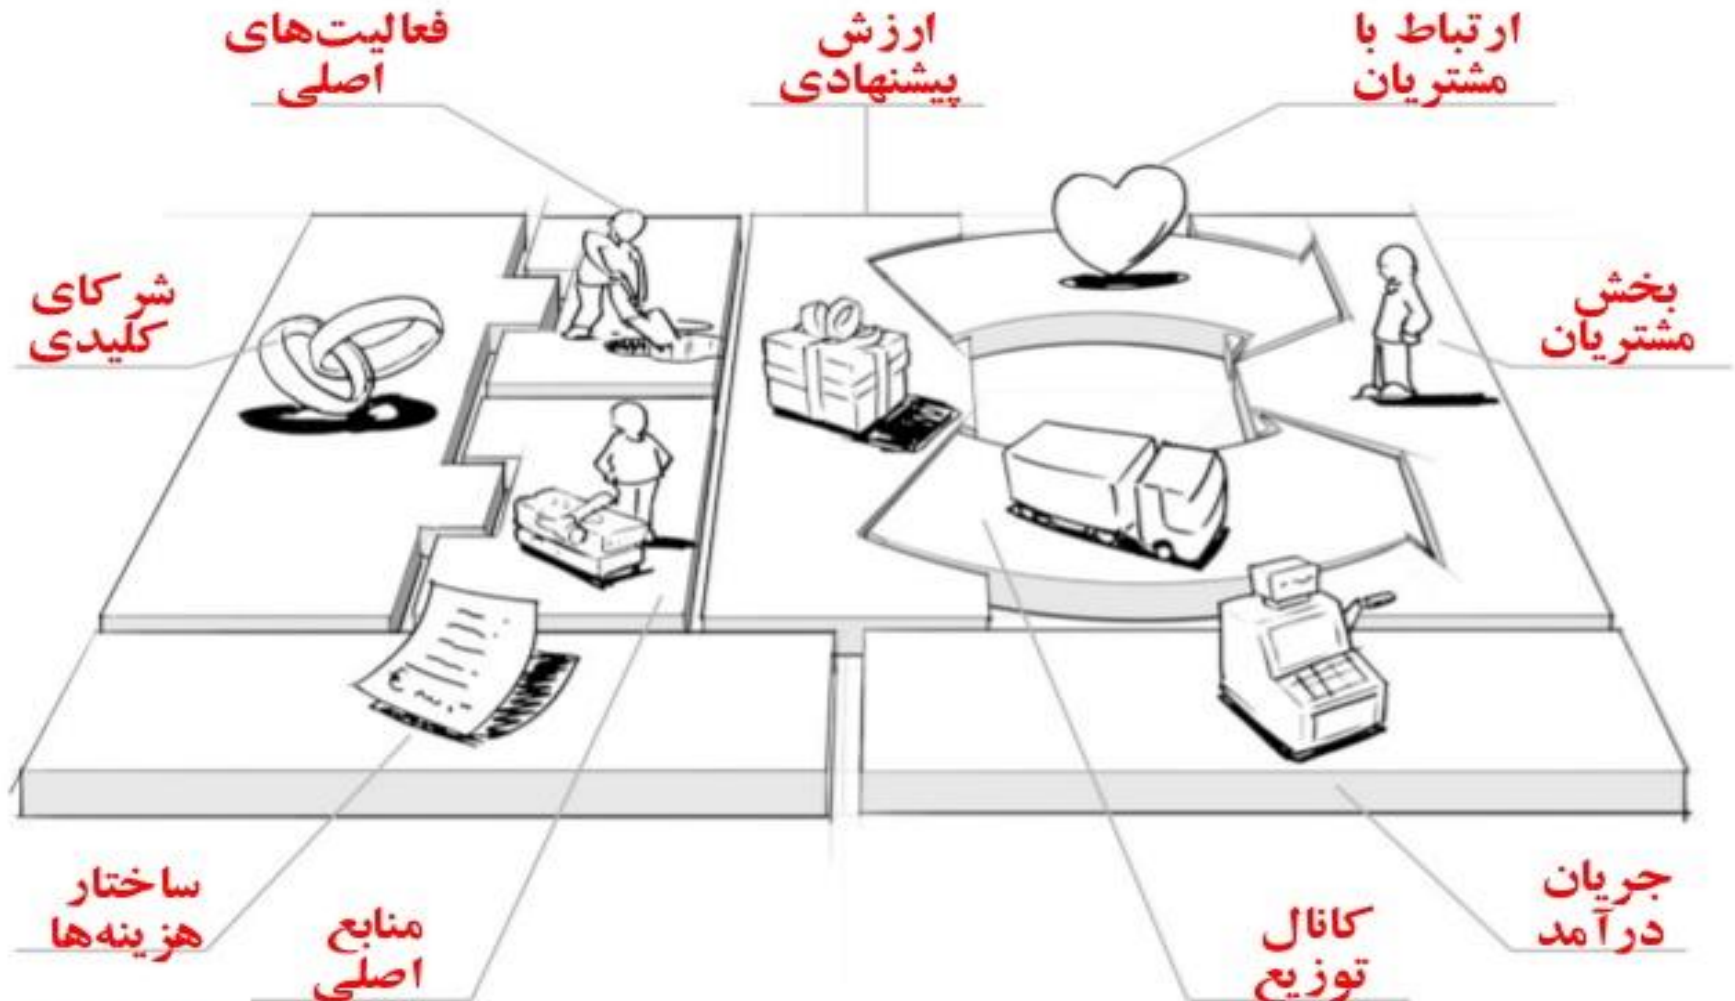 ارتباط با
مشتریان
ارزش
پیشنهادی
فعالیت‌های
اصلی
بخش
مشتریان
شرکای
کلیدی
جریان
درآمد
کانال
توزیع
منابع
اصلی
ساختار
هزینه‌ها